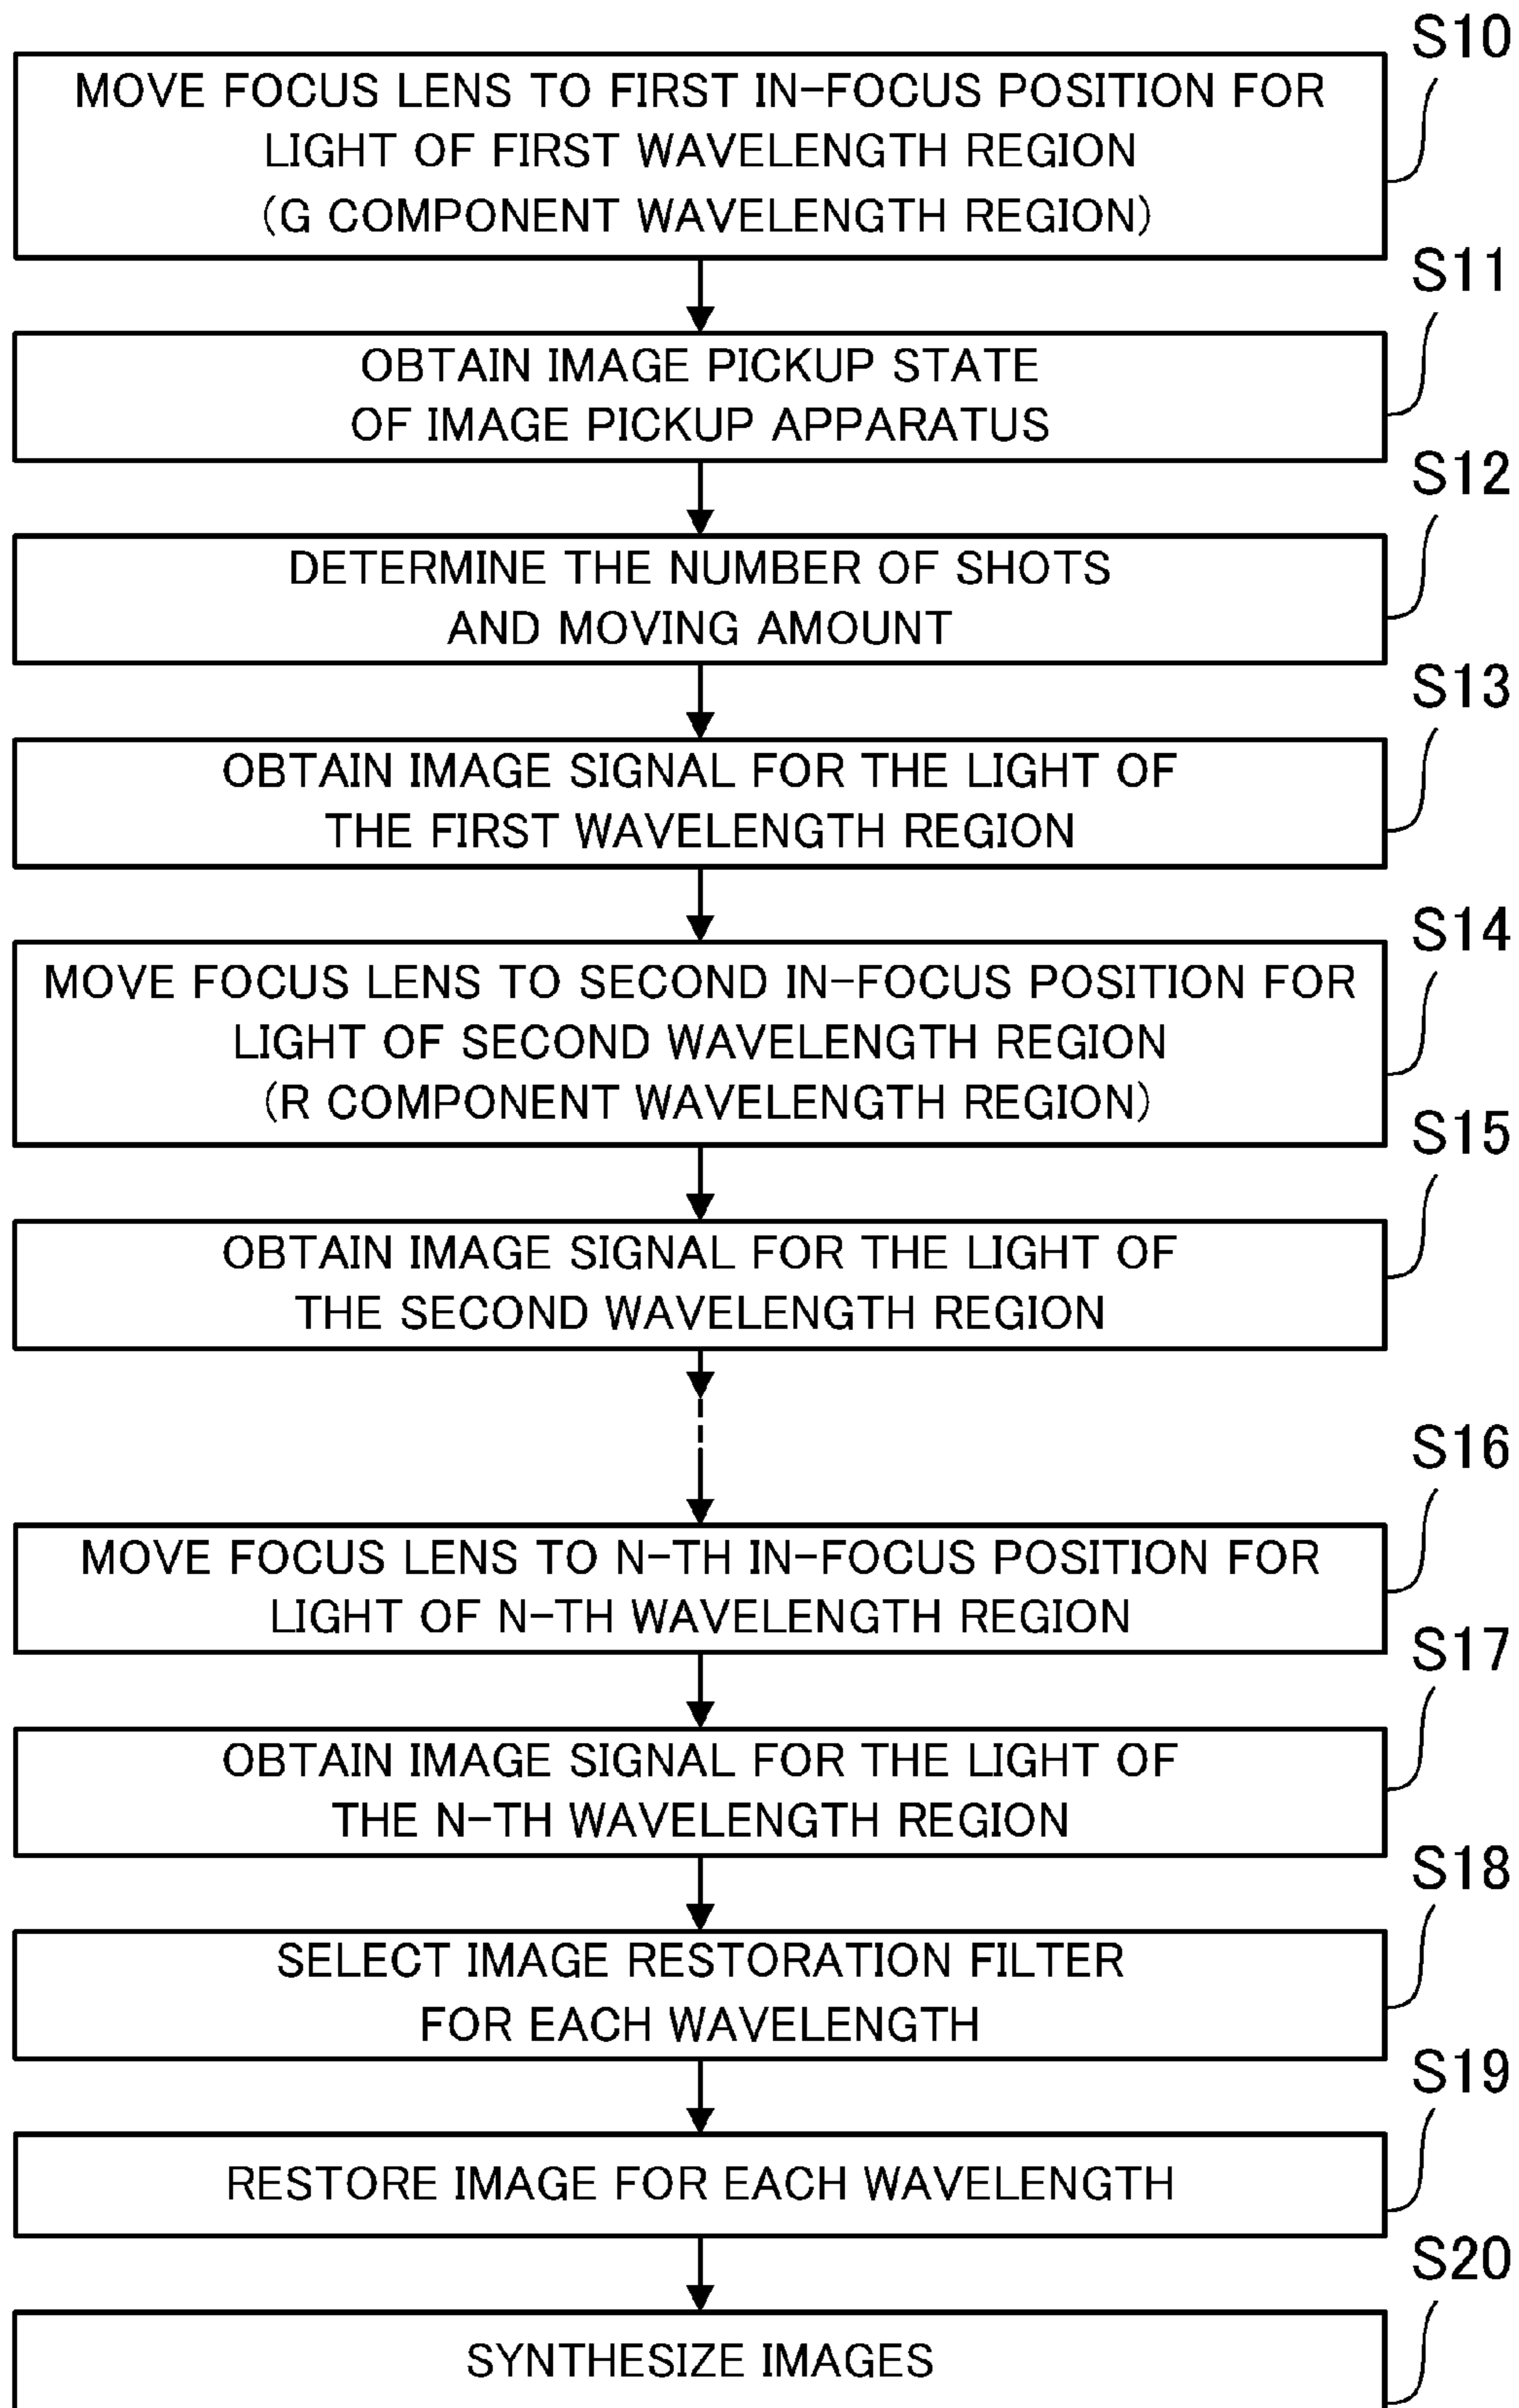 S10
MOVE FOCUS LENS TO FIRST IN-FOCUS POSITION FOR
LIGHT OF FIRST WAVELENGTH REGION
(G COMPONENT WAVELENGTH REGION)
S11
OBTAIN IMAGE PICKUP STATE
OF IMAGE PICKUP APPARATUS
S12
DETERMINE THE NUMBER OF SHOTS
AND MOVING AMOUNT
S13
OBTAIN IMAGE SIGNAL FOR THE LIGHT OF
THE FIRST WAVELENGTH REGION
S14
MOVE FOCUS LENS TO SECOND IN-FOCUS POSITION FOR
LIGHT OF SECOND WAVELENGTH REGION
(R COMPONENT WAVELENGTH REGION)
S15
OBTAIN IMAGE SIGNAL FOR THE LIGHT OF
THE SECOND WAVELENGTH REGION
S16
MOVE FOCUS LENS TO N-TH IN-FOCUS POSITION FOR
LIGHT OF N-TH WAVELENGTH REGION
S17
OBTAIN IMAGE SIGNAL FOR THE LIGHT OF
THE N-TH WAVELENGTH REGION
S18
SELECT IMAGE RESTORATION FILTER
FOR EACH WAVELENGTH
S19
RESTORE IMAGE FOR EACH WAVELENGTH
S20
SYNTHESIZE IMAGES